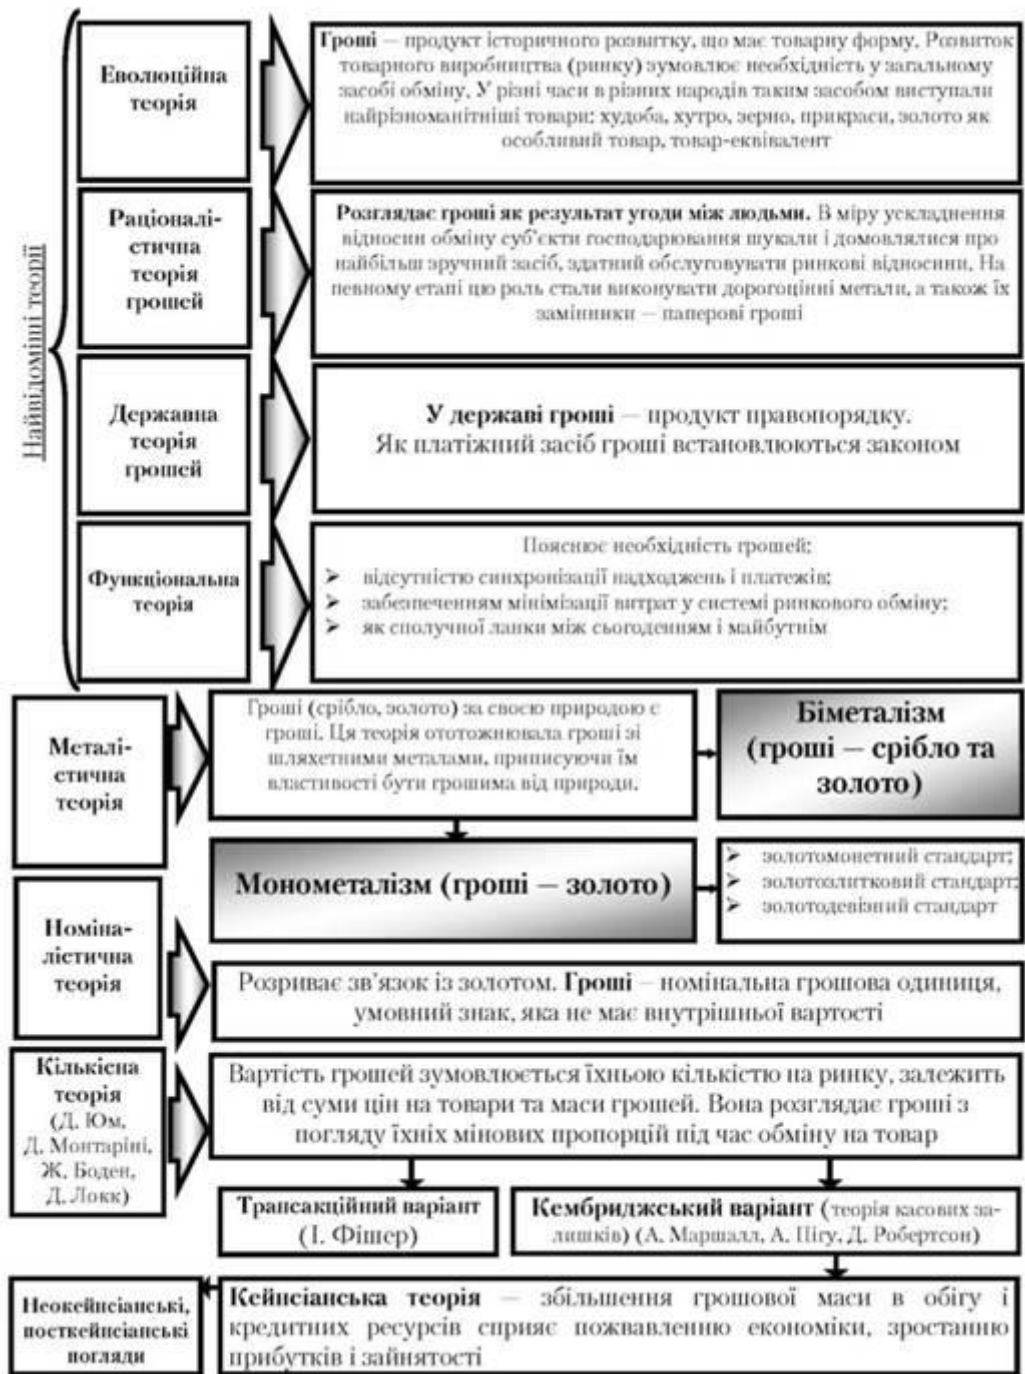 Найвідоміші теорії
Еволюційна
теорія
Гроші — продукт історичного розвитку, що має товарну форму. Розвиток
товарного виробництва (ринку) зумовлює необхідність у загальному
засобі обміну. У різні часи в різних народів таким засобом виступали
найрізноманітніші товари: худоба, хутро, зерно, прикраси, золото як
особливий товар, товар-еквівалент
Раціоналі-
стична
теорія
грошей
Розглядає гроші як результат угоди між людьми. В міру ускладнення
відносин обміну суб'єкти господарювання шукали і домовлялися про
найбільш зручний засіб, здатний обслуговувати ринкові відносини. На
певному етапі цю роль стали виконувати дорогоцінні метали, а також їх
замінники — паперові гроші
Державна
теорія
грошей
У державі гроші — продукт правопорядку.
Як платіжний засіб гроші встановлюються законом
Функціональна
теорія
Пояснює необхідність грошей:
➢ відсутністю синхронізації надходжень і платежів;
➢ забезпеченням мінімізації витрат у системі ринкового обміну;
➢ як сполучної ланки між сьогоденням і майбутнім
Металі-
стична
теорія
Гроші (срібло, золото) за своєю природою є
гроші. Ця теорія ототожнювала гроші зі
шляхетними металами, приписуючи їм
властивості бути грошима від природи.
Біметалізм
(гроші — срібло та
золото)
Монометалізм (гроші — золото)
➢ золотомонетний стандарт;
➢ золотозлитковий стандарт;
➢ золотодевізний стандарт
Номіна-
лістична
теорія
Розриває зв'язок із золотом. Гроші — номінальна грошова одиниця,
умовний знак, яка не має внутрішньої вартості
Кількісна
теорія
(Д. Юм,
Д. Монтаріні,
Ж. Боден,
Д. Локк)
Вартість грошей зумовлюється їхньою кількістю на ринку, залежить
від суми цін на товари та маси грошей. Вона розглядає гроші з
погляду їхніх мінових пропорцій під час обміну на товар
Трансакційний варіант
(І. Фішер)
Кембриджський варіант (теорія касових за-
лишків) (А. Маршалл, А. Пігу, Д. Робертсон)
Неокейнсіанські,
посткейнсіанські
погляди
Кейнсіанська теорія — збільшення грошової маси в обігу і
кредитних ресурсів сприяє пожвавленню економіки, зростанню
прибутків і зайнятості